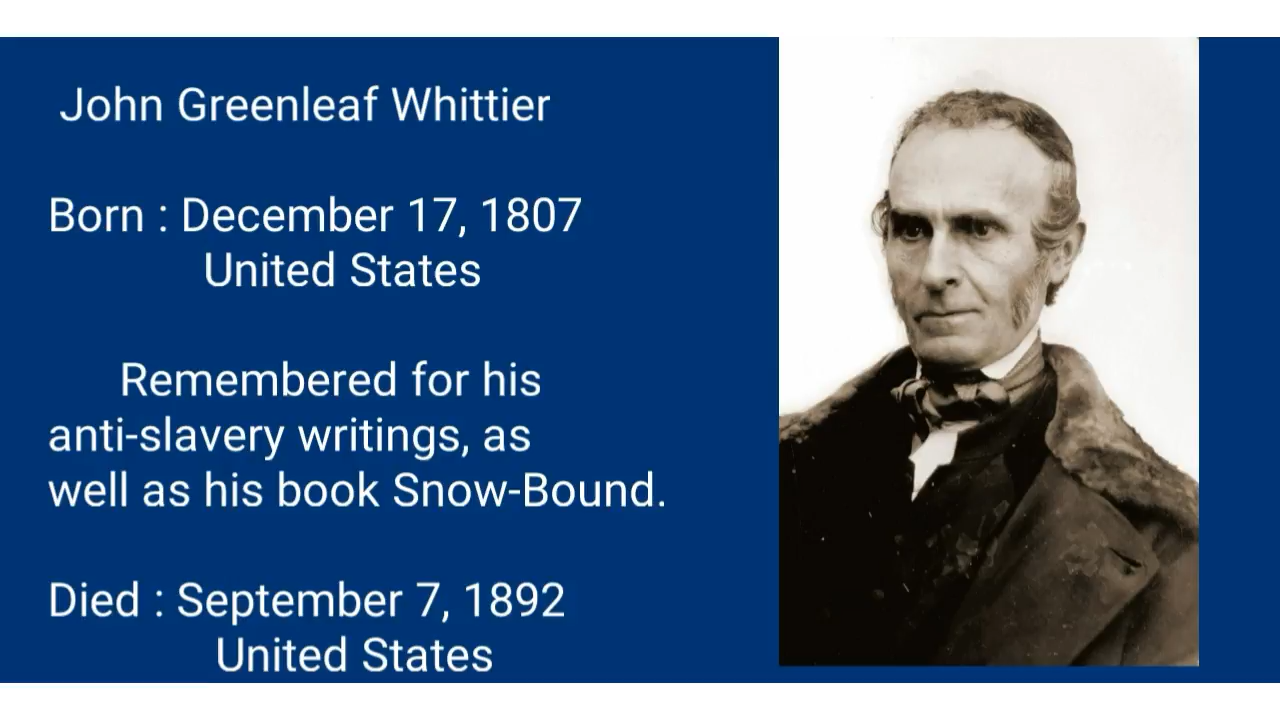 John Greenleaf Whittier
Born : December 17, 1807
United States
Remembered for his
anti-slavery writings, as
well as his book Snow-Bound.
Died : September 7, 1892
United States